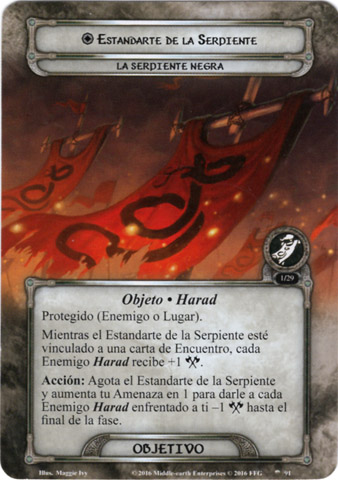 Estandarte de la Serpiente
LA SERPIENTE NEGRA
1/29
Objeto • Harad
Protegido (Enemigo o Lugar).
Mientras el Estandarte de la Serpiente esté
vinculado a una carta de Encuentro, cada
Enemigo Harad recibe +1 .
Acción: Agota el Estandarte de la Serpiente
y aumenta tu Amenaza en 1 para darle a cada
Enemigo Harad enfrentado a ti –1 hasta el
final de la fase.
OBJETIVO
Illus. Maggie Ivy
©2016 Middle-earth Enterprises © 2016 FFG
91